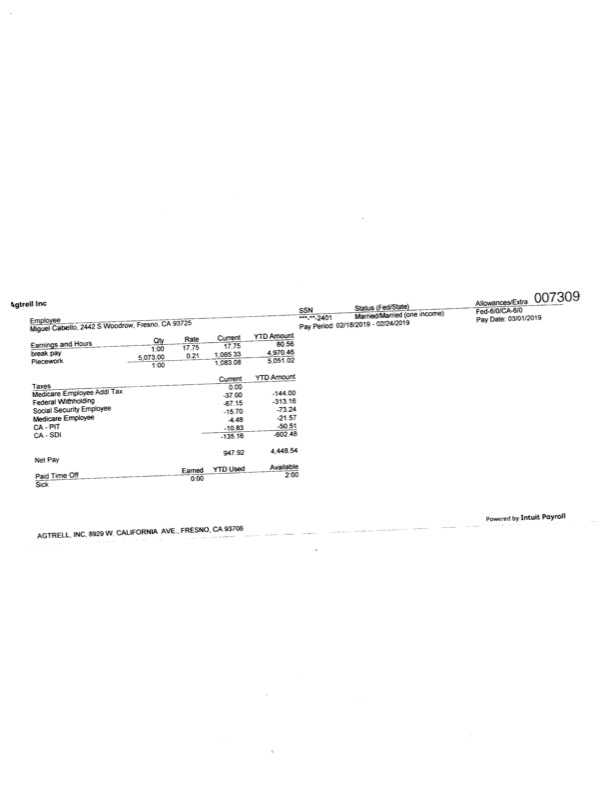 Agtrell Inc
Allowances/Extra 007309
Employee SSN Status (Fed/State) Fed-6/0/CA-6/0
Miguel Cabello, 2442 S Woodrow, Fresno, CA 93725 ***-**-2401 Married/Married (one income) Pay Date: 03/01/2019
Pay Period: 02/18/2019 - 02/24/2019
Earnings and Hours Qty Rate Current YTD Amount
break pay 1:00 17.75 17.75 80.56
Piecework 5,073.00 0.21 1,065.33 4,970.46
1:00 1,083.08 5,051.02
Taxes Current YTD Amount
Medicare Employee Addl Tax 0.00
Federal Withholding -37.00 -144.00
Social Security Employee -67.15 -313.16
Medicare Employee -15.70 -73.24
CA - PIT -4.48 -21.57
CA - SDI -10.83 -50.51
-135.16 -602.48
Net Pay 947.92 4,448.54
Paid Time Off Earned YTD Used Available
Sick 0:00 2:00
Powered by Intuit Payroll
AGTRELL, INC, 8929 W. CALIFORNIA AVE., FRESNO, CA 93706